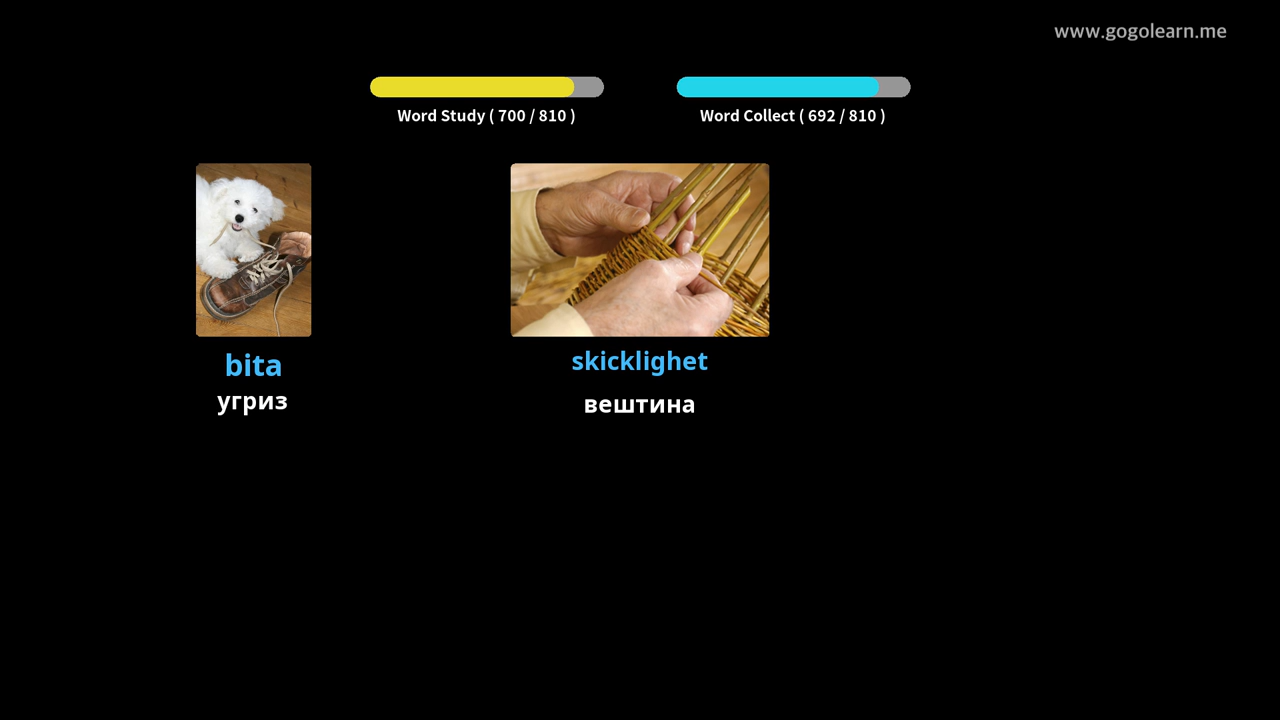 www.gogolearn.me
Word Study ( 700 / 810 )
Word Collect ( 692 / 810 )
bita
угриз
skicklighet
вештина